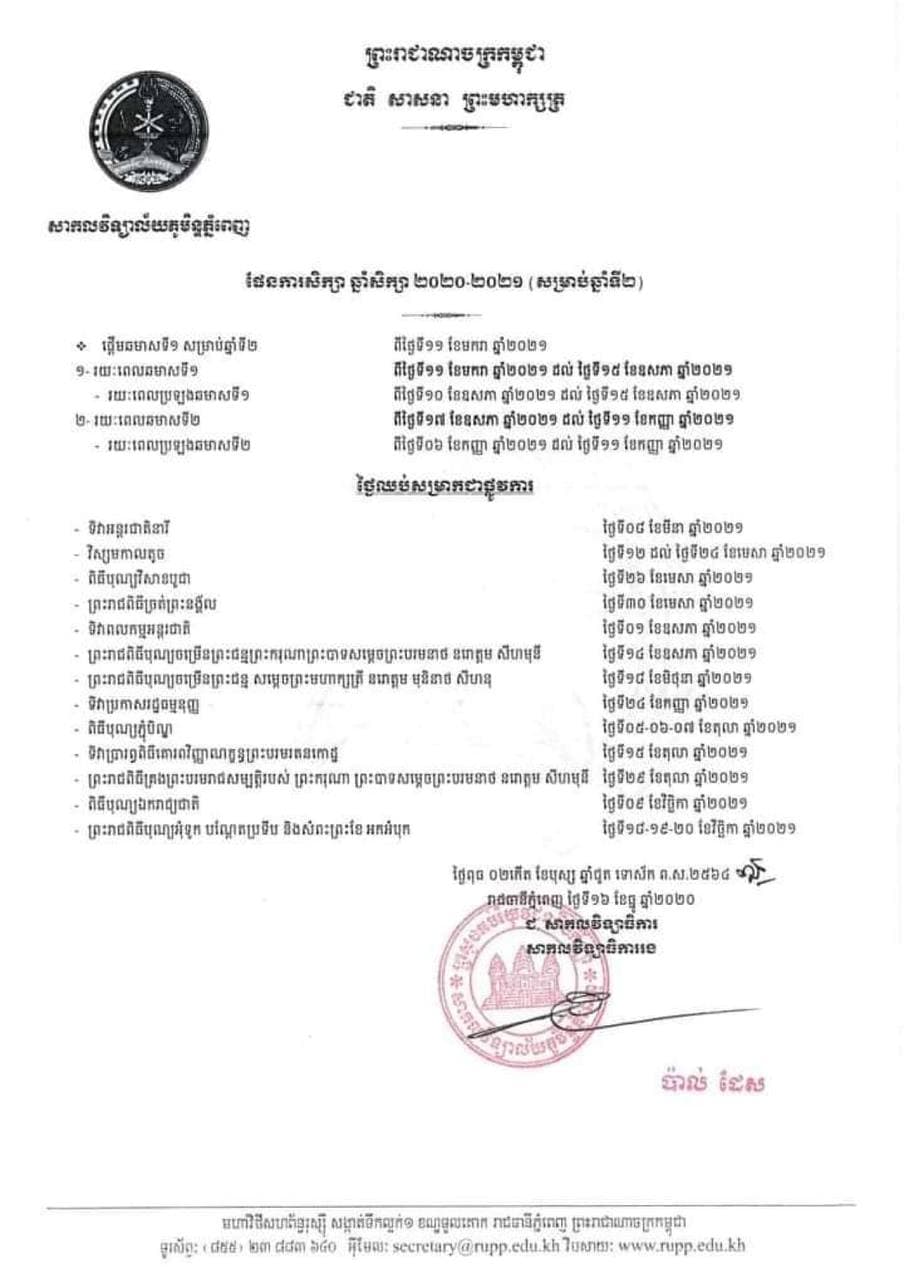 ព្រះរាជាណាចក្រកម្ពុជា
ជាតិ សាសនា ព្រះមហាក្សត្រ
សាកលវិទ្យាល័យភូមិន្ទភ្នំពេញ
ផែនការសិក្សា ឆ្នាំសិក្សា ២០២០-២០២១ (សម្រាប់ឆ្នាំទី២)
❖ ផ្តើមឆមាសទី១ សម្រាប់ឆ្នាំទី២ ពីថ្ងៃទី១១ ខែមករា ឆ្នាំ២០២១
១- រយៈពេលឆមាសទី១ ពីថ្ងៃទី១១ ខែមករា ឆ្នាំ២០២១ ដល់ ថ្ងៃទី១៥ ខែឧសភា ឆ្នាំ២០២១
- រយៈពេលប្រឡងឆមាសទី១ ពីថ្ងៃទី១០ ខែឧសភា ឆ្នាំ២០២១ ដល់ ថ្ងៃទី១៥ ខែឧសភា ឆ្នាំ២០២១
២- រយៈពេលឆមាសទី២ ពីថ្ងៃទី១៧ ខែឧសភា ឆ្នាំ២០២១ ដល់ ថ្ងៃទី១១ ខែកញ្ញា ឆ្នាំ២០២១
- រយៈពេលប្រឡងឆមាសទី២ ពីថ្ងៃទី០៦ ខែកញ្ញា ឆ្នាំ២០២១ ដល់ ថ្ងៃទី១១ ខែកញ្ញា ឆ្នាំ២០២១
ថ្ងៃឈប់សម្រាកជាផ្លូវការ
- ទិវាអន្តរជាតិនារី ថ្ងៃទី០៨ ខែមីនា ឆ្នាំ២០២១
- វិស្សមកាលតូច ថ្ងៃទី១២ ដល់ ថ្ងៃទី២៤ ខែមេសា ឆ្នាំ២០២១
- ពិធីបុណ្យវិសាខបូជា ថ្ងៃទី២៦ ខែមេសា ឆ្នាំ២០២១
- ព្រះរាជពិធីច្រត់ព្រះនង្គ័ល ថ្ងៃទី៣០ ខែមេសា ឆ្នាំ២០២១
- ទិវាពលកម្មអន្តរជាតិ ថ្ងៃទី០១ ខែឧសភា ឆ្នាំ២០២១
- ព្រះរាជពិធីបុណ្យចម្រើនព្រះជន្មព្រះករុណាព្រះបាទសម្តេចព្រះបរមនាថ នរោត្តម សីហមុនី ថ្ងៃទី១៤ ខែឧសភា ឆ្នាំ២០២១
- ព្រះរាជពិធីបុណ្យចម្រើនព្រះជន្ម សម្តេចព្រះមហាក្សត្រី នរោត្តម មុនិនាថ សីហនុ ថ្ងៃទី១៨ ខែមិថុនា ឆ្នាំ២០២១
- ទិវាប្រកាសរដ្ឋធម្មនុញ្ញ ថ្ងៃទី២៤ ខែកញ្ញា ឆ្នាំ២០២១
- ពិធីបុណ្យភ្ជុំបិណ្ឌ ថ្ងៃទី០៥-០៦-០៧ ខែតុលា ឆ្នាំ២០២១
- ទិវាប្រារព្ធពិធីគោរពវិញ្ញាណក្ខន្ធព្រះបរមរតនកោដ្ឋ ថ្ងៃទី១៥ ខែតុលា ឆ្នាំ២០២១
- ព្រះរាជពិធីគ្រងព្រះបរមរាជសម្បត្តិរបស់ ព្រះករុណា ព្រះបាទសម្តេចព្រះបរមនាថ នរោត្តម សីហមុនី ថ្ងៃទី២៩ ខែតុលា ឆ្នាំ២០២១
- ពិធីបុណ្យឯករាជ្យជាតិ ថ្ងៃទី០៩ ខែវិច្ឆិកា ឆ្នាំ២០២១
- ព្រះរាជពិធីបុណ្យអុំទូក បណ្តែតប្រទីប និងសំពះព្រះខែ អកអំបុក ថ្ងៃទី១៨-១៩-២០ ខែវិច្ឆិកា ឆ្នាំ២០២១
ថ្ងៃពុធ ០២កើត ខែបុស្ស ឆ្នាំជូត ទោស័ក ព.ស.២៥៦៤
រាជធានីភ្នំពេញ ថ្ងៃទី១៦ ខែធ្នូ ឆ្នាំ២០២០
ជ. សាកលវិទ្យាធិការ
សាកលវិទ្យាធិការរង
សាកលវិទ្យាល័យភូមិន្ទភ្នំពេញ
ប៉ាល់ ដែស
មហាវិថីសហព័ន្ធរុស្ស៊ី សង្កាត់ទឹកល្អក់១ ខណ្ឌទួលគោក រាជធានីភ្នំពេញ ព្រះរាជាណាចក្រកម្ពុជា
ទូរស័ព្ទ: (៨៥៥) ២៣ ៨៨៣ ៦៤០ អ៊ីមែល: secretary@rupp.edu.kh វិបសាយ: www.rupp.edu.kh